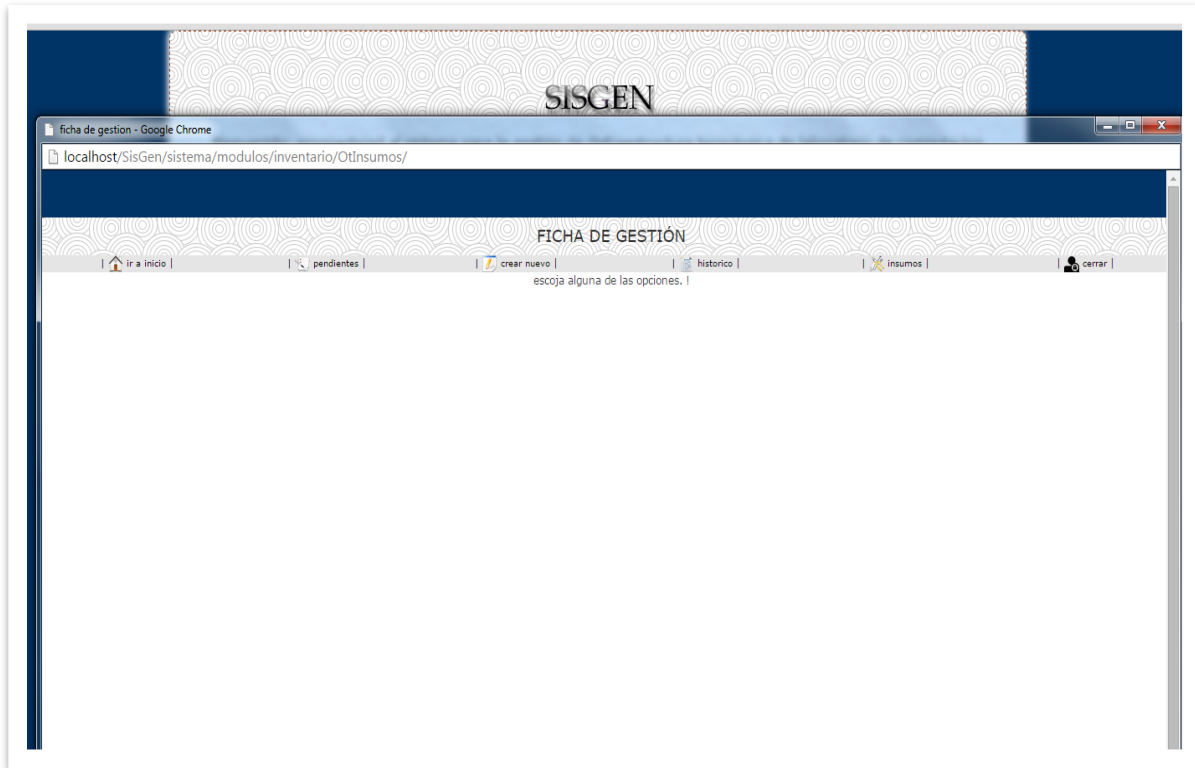 SISGEN
ficha de gestion - Google Chrome
localhost/SisGen/sistema/modulos/inventario/OtInsumos/
FICHA DE GESTIÓN
| ir a inicio | | pendientes | | crear nuevo | | historico | | insumos | | cerrar |
escoja alguna de las opciones. !